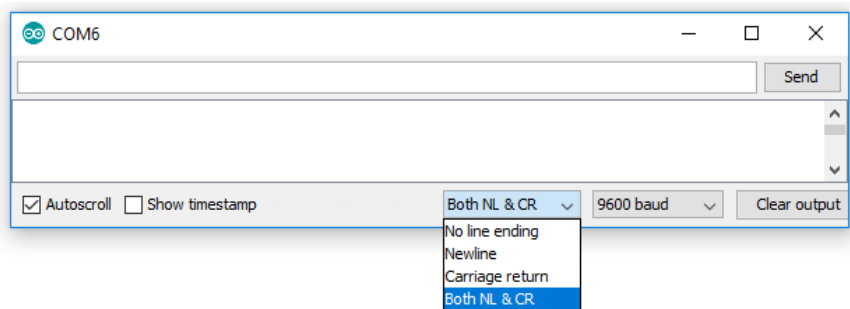 COM6
Send
Autoscroll Show timestamp Both NL & CR 9600 baud Clear output
No line ending
Newline
Carriage return
Both NL & CR